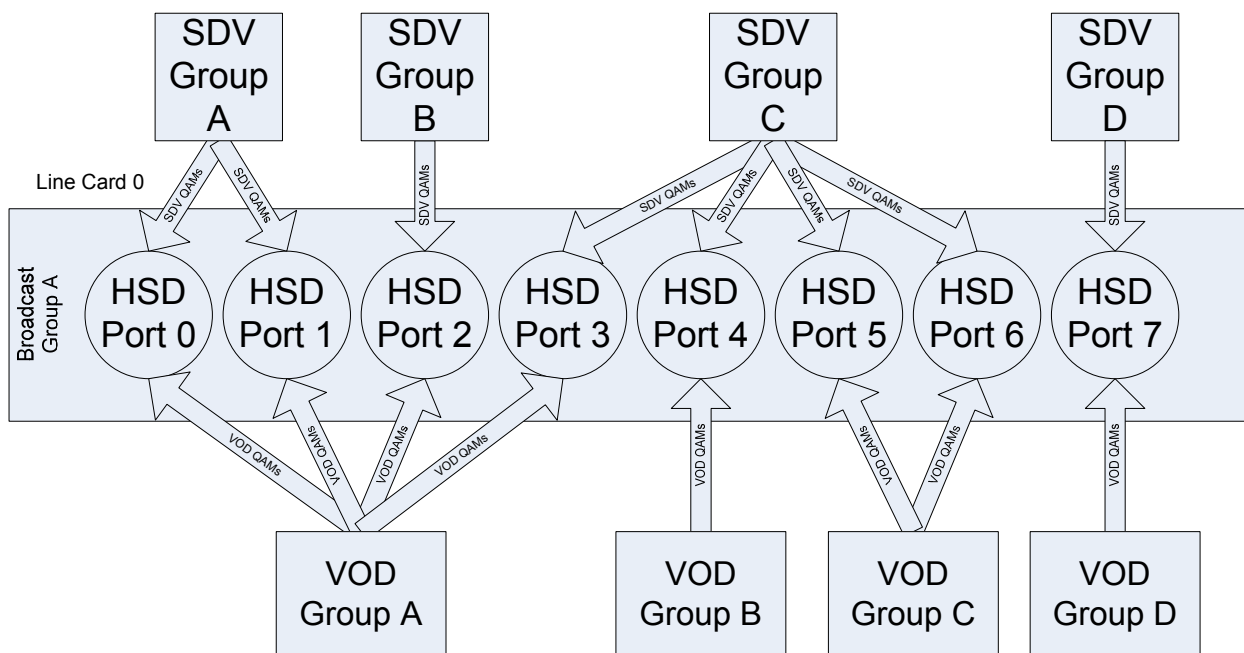 SDV
Group
A
SDV
Group
B
SDV
Group
C
SDV
Group
D
Line Card 0
SDV QAMs
SDV QAMs
SDV QAMs
SDV QAMs
SDV QAMs
SDV QAMs
SDV QAMs
SDV QAMs
Broadcast
Group A
HSD
Port 0
HSD
Port 1
HSD
Port 2
HSD
Port 3
HSD
Port 4
HSD
Port 5
HSD
Port 6
HSD
Port 7
VOD QAMs
VOD QAMs
VOD QAMs
VOD QAMs
VOD QAMs
VOD QAMs
VOD QAMs
VOD QAMs
VOD
Group A
VOD
Group B
VOD
Group C
VOD
Group D